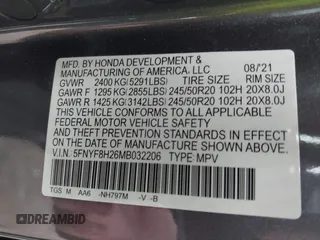 MFD. BY HONDA DEVELOPMENT & 08/21
MANUFACTURING OF AMERICA, LLC
GVWR 2400 KG(5291LBS) TIRE SIZE RIM SIZE
GAWR F 1295 KG(2855LBS) 245/50R20 102H 20X8.0J
GAWR R 1425 KG(3142LBS) 245/50R20 102H 20X8.0J
THIS VEHICLE CONFORMS TO ALL APPLICABLE
FEDERAL MOTOR VEHICLE SAFETY
AND THEFT PREVENTION STANDARDS IN EFFECT
ON THE DATE OF MANUFACTURE SHOWN ABOVE.
V.I.N. 5FNYF8H26MB032206 TYPE MPV
TGS M AA6 -NH797M -V -B
DREAMBID